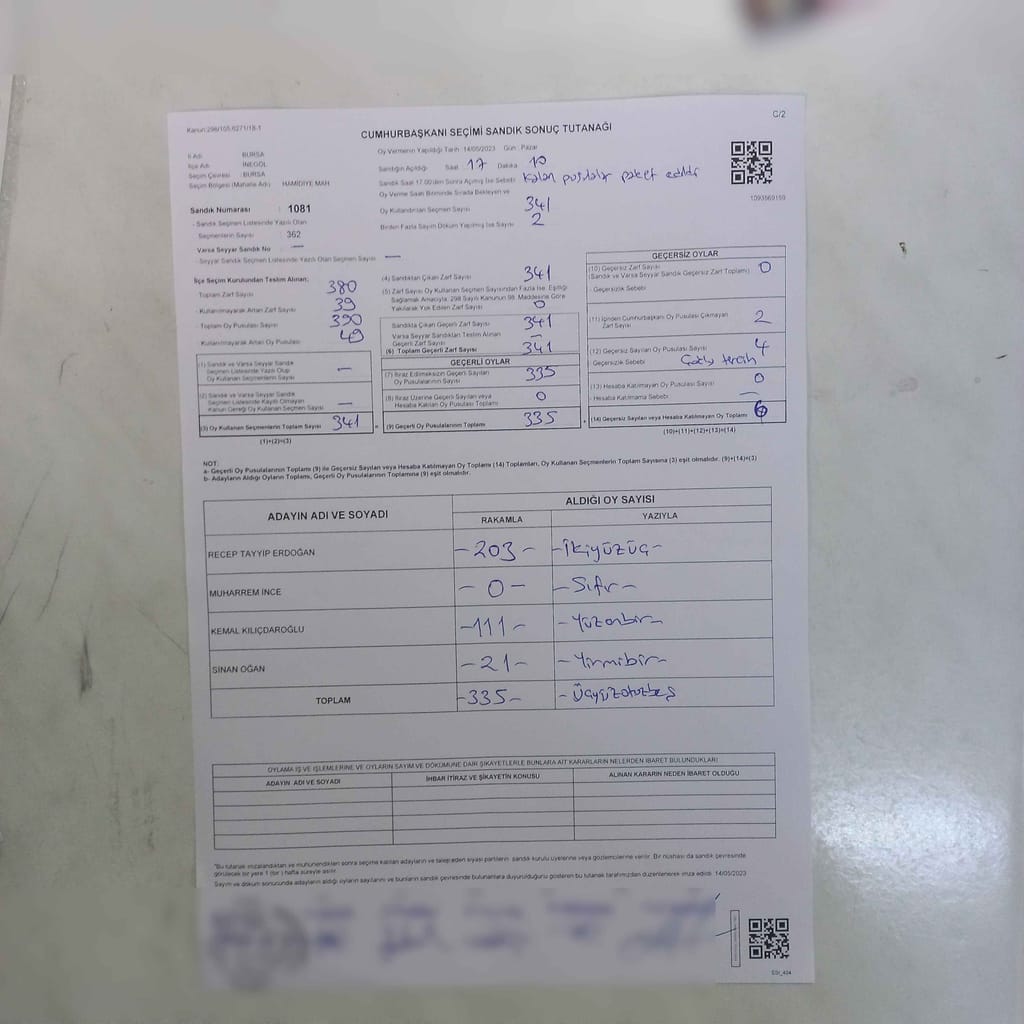 Kanun:298/105,6271/18-1
C/2
CUMHURBAŞKANI SEÇİMİ SANDIK SONUÇ TUTANAĞI
İl Adı : BURSA
İlçe Adı : İNEGÖL
Seçim Çevresi : BURSA
Seçim Bölgesi (Mahalle Adı) : HAMİDİYE MAH
Oy Vermenin Yapıldığı Tarih : 14/05/2023 Gün : Pazar
Sandığın Açıldığı Saat 17 Dakika 10
Sandık Saat 17:00'den Sonra Açılmış İse Sebebi Kalan pusulalar paket edildi
Oy Verme Saati Bitiminde Sırada Bekleyen ve
Oy Kullandırılan Seçmen Sayısı 341
Birden Fazla Sayım Döküm Yapılmış İse Sayısı 2
1093569159
Sandık Numarası : 1081
- Sandık Seçmen Listesinde Yazılı Olan
Seçmenlerin Sayısı : 362
- Varsa Seyyar Sandık No : —
- Seyyar Sandık Seçmen Listesinde Yazılı Olan Seçmen Sayısı : —
İlçe Seçim Kurulundan Teslim Alınan;
Toplam Zarf Sayısı 380
- Kullanılmayarak Artan Zarf Sayısı 39
- Toplam Oy Pusulası Sayısı 390
- Kullanılmayarak Artan Oy Pusulası 49
(1) Sandık ve Varsa Seyyar Sandık
Seçmen Listesinde Yazılı Olup
Oy Kullanan Seçmenlerin Sayısı —
(2) Sandık ve Varsa Seyyar Sandık
Seçmen Listesinde Kayıtlı Olmayan
Kanun Gereği Oy Kullanan Seçmen Sayısı —
(3) Oy Kullanan Seçmenlerin Toplam Sayısı 341
(1)+(2)=(3)
(4) Sandıktan Çıkan Zarf Sayısı 341
(5) Zarf Sayısı Oy Kullanan Seçmen Sayısından Fazla İse, Eşitliği
Sağlamak Amacıyla, 298 Sayılı Kanunun 98. Maddesine Göre
Yakılarak Yok Edilen Zarf Sayısı 0
Sandıkta Çıkan Geçerli Zarf Sayısı 341
Varsa Seyyar Sandıktan Teslim Alınan
Geçerli Zarf Sayısı —
(6) Toplam Geçerli Zarf Sayısı 341
GEÇERLİ OYLAR
(7) İtiraz Edilmeksizin Geçerli Sayılan
Oy Pusulalarının Sayısı 335
(8) İtiraz Üzerine Geçerli Sayılan veya
Hesaba Katılan Oy Pusulası Sayısı 0
(9) Geçerli Oy Pusulalarının Toplamı 335
GEÇERSİZ OYLAR
(10) Geçersiz Zarf Sayısı
(Sandık ve Varsa Seyyar Sandık Geçersiz Zarf Toplamı) 0
- Geçersizlik Sebebi
(11) İçinden Cumhurbaşkanı Oy Pusulası Çıkmayan
Zarf Sayısı 2
(12) Geçersiz Sayılan Oy Pusulası Sayısı 4
- Geçersizlik Sebebi tercih
(13) Hesaba Katılmayan Oy Pusulası Sayısı 0
- Hesaba Katılmama Sebebi —
(14) Geçersiz Sayılan veya Hesaba Katılmayan Oy Toplamı 6
(10)+(11)+(12)+(13)=(14)
NOT:
a- Geçerli Oy Pusulalarının Toplamı (9) ile Geçersiz Sayılan veya Hesaba Katılmayan Oy Toplamı (14) Toplamları, Oy Kullanan Seçmenlerin Toplam Sayısına (3) eşit olmalıdır. (9)+(14)=(3)
b- Adayların Aldığı Oyların Toplamı, Geçerli Oy Pusulalarının Toplamına (9) eşit olmalıdır.
ADAYIN ADI VE SOYADI
ALDIĞI OY SAYISI
RAKAMLA YAZIYLA
RECEP TAYYİP ERDOĞAN -203- -İkiyüzüç-
MUHARREM İNCE -0- -Sıfır-
KEMAL KILIÇDAROĞLU -111- -Yüzonbir-
SİNAN OĞAN -21- -Yirmibir-
TOPLAM -335- -Üçyüzotuzbeş
OYLAMA İŞ VE İŞLEMLERİNE VE OYLARIN SAYIM VE DÖKÜMÜNE DAİR ŞİKAYETLERLE BUNLARA AİT KARARLARIN NELERDEN İBARET BULUNDUKLARI
ADAYIN ADI VE SOYADI İHBAR İTİRAZ VE ŞİKAYETİN KONUSU ALINAN KARARIN NEDEN İBARET OLDUĞU
*Bu tutanak imzalandıktan ve mühürlendikten sonra seçime katılan adayların ve talep eden siyasi partilerin sandık kurulu üyelerine veya gözlemcilerine verilir. Bir nüshası da sandık çevresinde
görülecek bir yere 1 (bir) hafta süreyle asılır.
Sayım ve döküm sonucunda adayların aldığı oyların sayılarını ve bunların sandık çevresinde bulunanlara duyurulduğunu gösteren bu tutanak tarafımızdan düzenlenerek imza edildi. 14/05/2023